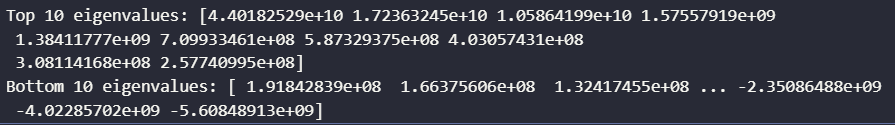 Top 10 eigenvalues: [4.40182529e+10 1.72363245e+10 1.05864199e+10 1.57557919e+09
1.38411777e+09 7.09933461e+08 5.87329375e+08 4.03057431e+08
3.08114168e+08 2.57740995e+08]
Bottom 10 eigenvalues: [ 1.91842839e+08  1.66375606e+08  1.32417455e+08 ... -2.35086488e+09
-4.02285702e+09 -5.60848913e+09]